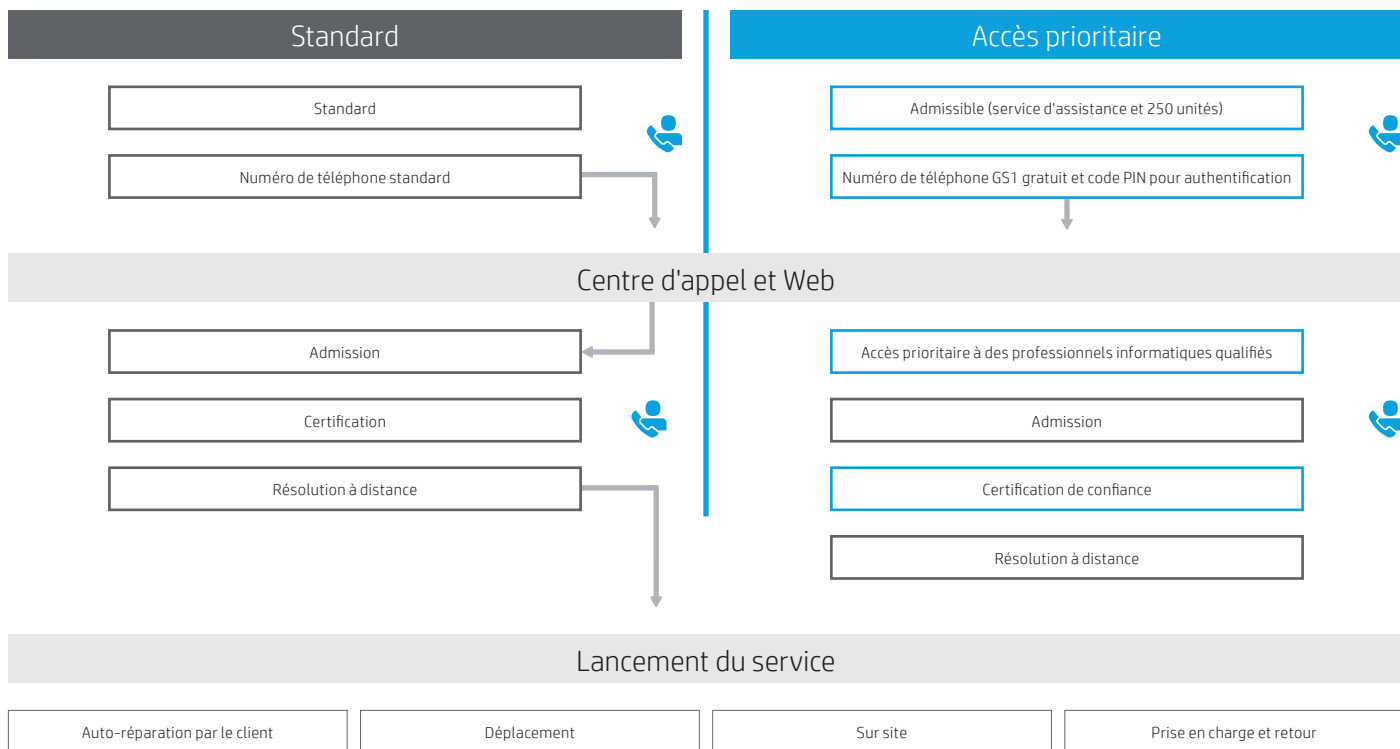 Standard
Accès prioritaire
Standard
Admissible (service d'assistance et 250 unités)
Numéro de téléphone standard
Numéro de téléphone GS1 gratuit et code PIN pour authentification
Centre d'appel et Web
Admission
Accès prioritaire à des professionnels informatiques qualifiés
Certification
Admission
Résolution à distance
Certification de confiance
Résolution à distance
Lancement du service
Auto-réparation par le client
Déplacement
Sur site
Prise en charge et retour